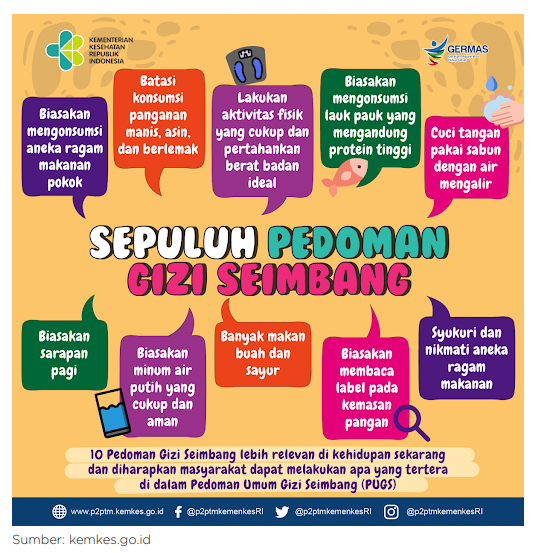 KEMENTERIAN
KESEHATAN
REPUBLIK
INDONESIA
GERMAS
Biasakan
mengonsumsi
aneka ragam
makanan
pokok
Batasi
konsumsi
panganan
manis, asin,
dan berlemak
Lakukan
aktivitas fisik
yang cukup dan
pertahankan
berat badan
ideal
Biasakan
mengonsumsi
lauk pauk yang
mengandung
protein tinggi
Cuci tangan
pakai sabun
dengan air
mengalir
SEPULUH PEDOMAN
GIZI SEIMBANG
Biasakan
sarapan
pagi
Biasakan
minum air
putih yang
cukup dan
aman
Banyak makan
buah dan
sayur
Biasakan
membaca
label pada
kemasan
pangan
Syukuri dan
nikmati aneka
ragam
makanan
10 Pedoman Gizi Seimbang lebih relevan di kehidupan sekarang
dan diharapkan masyarakat dapat melakukan apa yang tertera
di dalam Pedoman Umum Gizi Seimbang (PUGS)
www.p2ptm.kemkes.go.id @p2ptmkemenkesRI @p2ptmkemenkesRI @p2ptmkemenkesRI
Sumber: kemkes.go.id